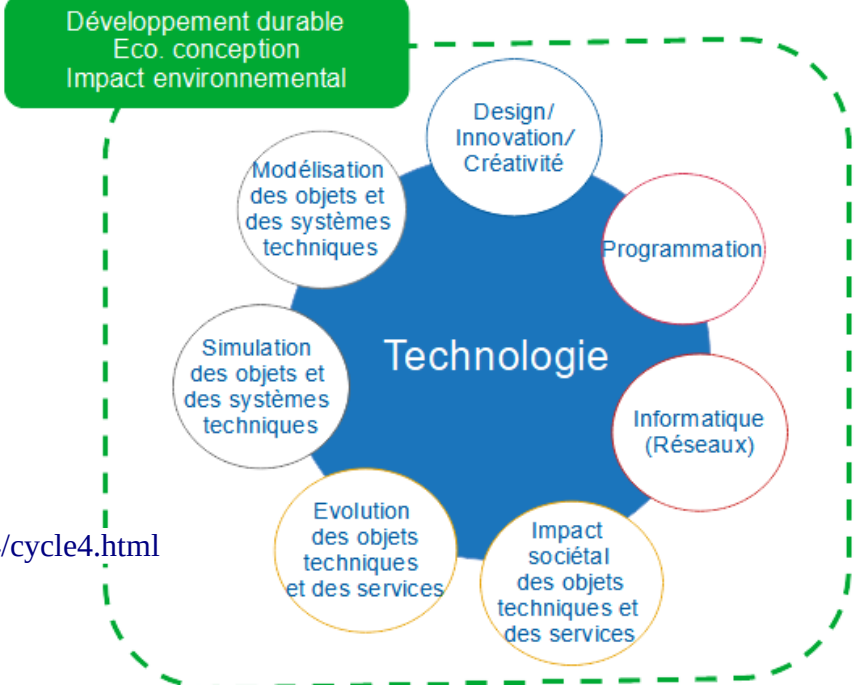 Développement durable
Eco. conception
Impact environnemental
Design/
Innovation/
Créativité
Modélisation
des objets et
des systèmes
techniques
Programmation
Technologie
Simulation
des objets et
des systèmes
techniques
Informatique
(Réseaux)
Evolution
des objets
techniques
et des services
Impact
sociétal
des objets
techniques et
des services
/cycle4.html